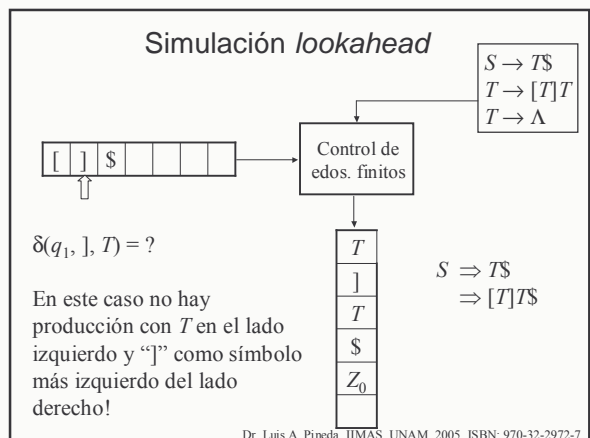 Simulación lookahead
S → T$
T → [T]T
T → Λ
Control de
edos. finitos
[ ] $
δ(q₁, ], T) = ?
T
]
T
$
Z₀
S ⇒ T$
⇒ [T]T$
En este caso no hay
producción con T en el lado
izquierdo y “]” como símbolo
más izquierdo del lado
derecho!
Dr. Luis A. Pineda, IIMAS, UNAM, 2005. ISBN: 970-32-2972-7